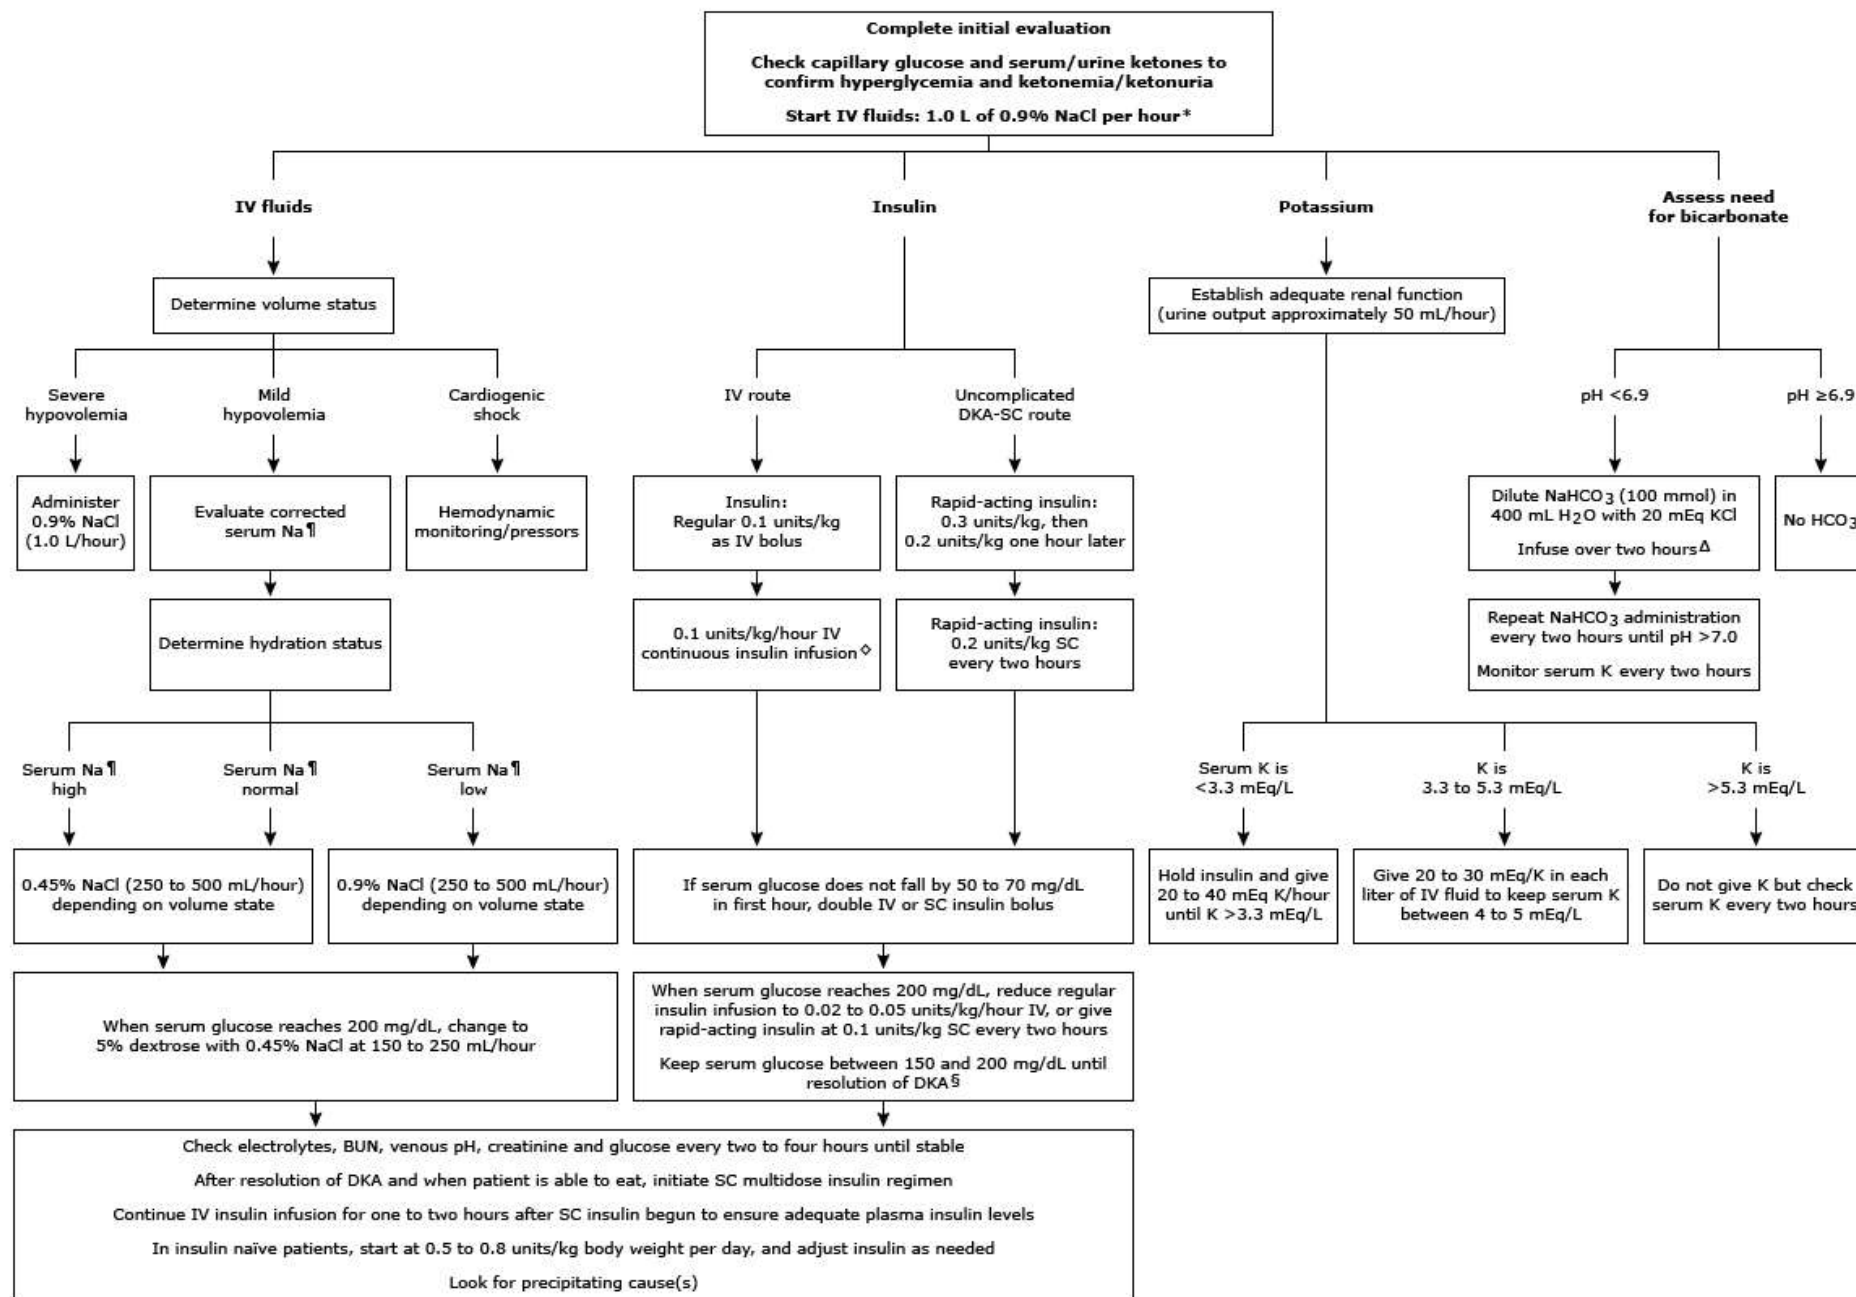 Complete initial evaluation
Check capillary glucose and serum/urine ketones to
confirm hyperglycemia and ketonemia/ketonuria
Start IV fluids: 1.0 L of 0.9% NaCl per hour*
IV fluids
Insulin
Potassium
Assess need
for bicarbonate
Determine volume status
Establish adequate renal function
(urine output approximately 50 mL/hour)
Severe
hypovolemia
Mild
hypovolemia
Cardiogenic
shock
IV route
Uncomplicated
DKA-SC route
pH <6.9
pH ≥6.9
Administer
0.9% NaCl
(1.0 L/hour)
Evaluate corrected
serum Na¶
Hemodynamic
monitoring/pressors
Insulin:
Regular 0.1 units/kg
as IV bolus
Rapid-acting insulin:
0.3 units/kg, then
0.2 units/kg one hour later
Dilute NaHCO3 (100 mmol) in
400 mL H2O with 20 mEq KCl
Infuse over two hoursΔ
No HCO3
Determine hydration status
0.1 units/kg/hour IV
continuous insulin infusion◇
Rapid-acting insulin:
0.2 units/kg SC
every two hours
Repeat NaHCO3 administration
every two hours until pH >7.0
Monitor serum K every two hours
Serum Na¶
high
Serum Na¶
normal
Serum Na¶
low
Serum K is
<3.3 mEq/L
K is
3.3 to 5.3 mEq/L
K is
>5.3 mEq/L
0.45% NaCl (250 to 500 mL/hour)
depending on volume state
0.9% NaCl (250 to 500 mL/hour)
depending on volume state
If serum glucose does not fall by 50 to 70 mg/dL
in first hour, double IV or SC insulin bolus
Hold insulin and give
20 to 40 mEq K/hour
until K >3.3 mEq/L
Give 20 to 30 mEq/K in each
liter of IV fluid to keep serum K
between 4 to 5 mEq/L
Do not give K but check
serum K every two hours
When serum glucose reaches 200 mg/dL, change to
5% dextrose with 0.45% NaCl at 150 to 250 mL/hour
When serum glucose reaches 200 mg/dL, reduce regular
insulin infusion to 0.02 to 0.05 units/kg/hour IV, or give
rapid-acting insulin at 0.1 units/kg SC every two hours
Keep serum glucose between 150 and 200 mg/dL until
resolution of DKA§
Check electrolytes, BUN, venous pH, creatinine and glucose every two to four hours until stable
After resolution of DKA and when patient is able to eat, initiate SC multidose insulin regimen
Continue IV insulin infusion for one to two hours after SC insulin begun to ensure adequate plasma insulin levels
In insulin naïve patients, start at 0.5 to 0.8 units/kg body weight per day, and adjust insulin as needed
Look for precipitating cause(s)